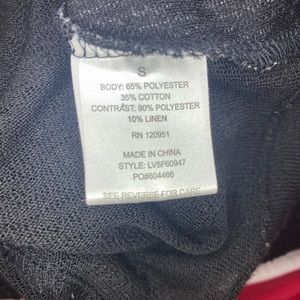 S
BODY: 65% POLYESTER
35% COTTON
CONTRAST: 90% POLYESTER
10% LINEN
RN 120951
MADE IN CHINA
STYLE: LV5F60947
PO#604466
SEE REVERSE FOR CARE